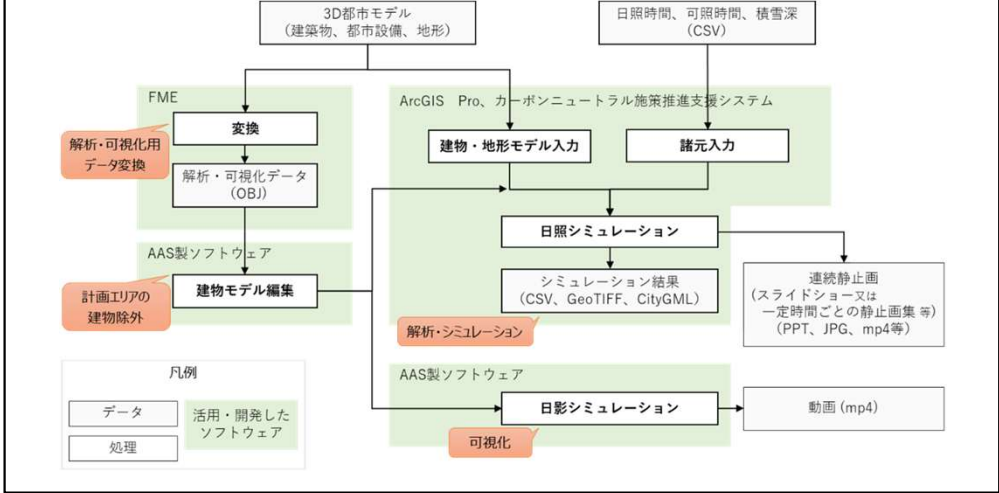 3D都市モデル
(建築物、都市設備、地形)
日照時間、可照時間、積雪深
(CSV)
FME
変換
解析・可視化用
データ変換
解析・可視化データ
(OBJ)
ArcGIS Pro、カーボンニュートラル施策推進支援システム
建物・地形モデル入力
諸元入力
日照シミュレーション
シミュレーション結果
(CSV、GeoTIFF、CityGML)
解析・シミュレーション
連続静止画
(スライドショー又は
一定時間ごとの静止画集 等)
(PPT、JPG、mp4等)
AAS製ソフトウェア
建物モデル編集
計画エリアの
建物除外
AAS製ソフトウェア
日影シミュレーション
可視化
動画 (mp4)
凡例
データ
処理
活用・開発した
ソフトウェア